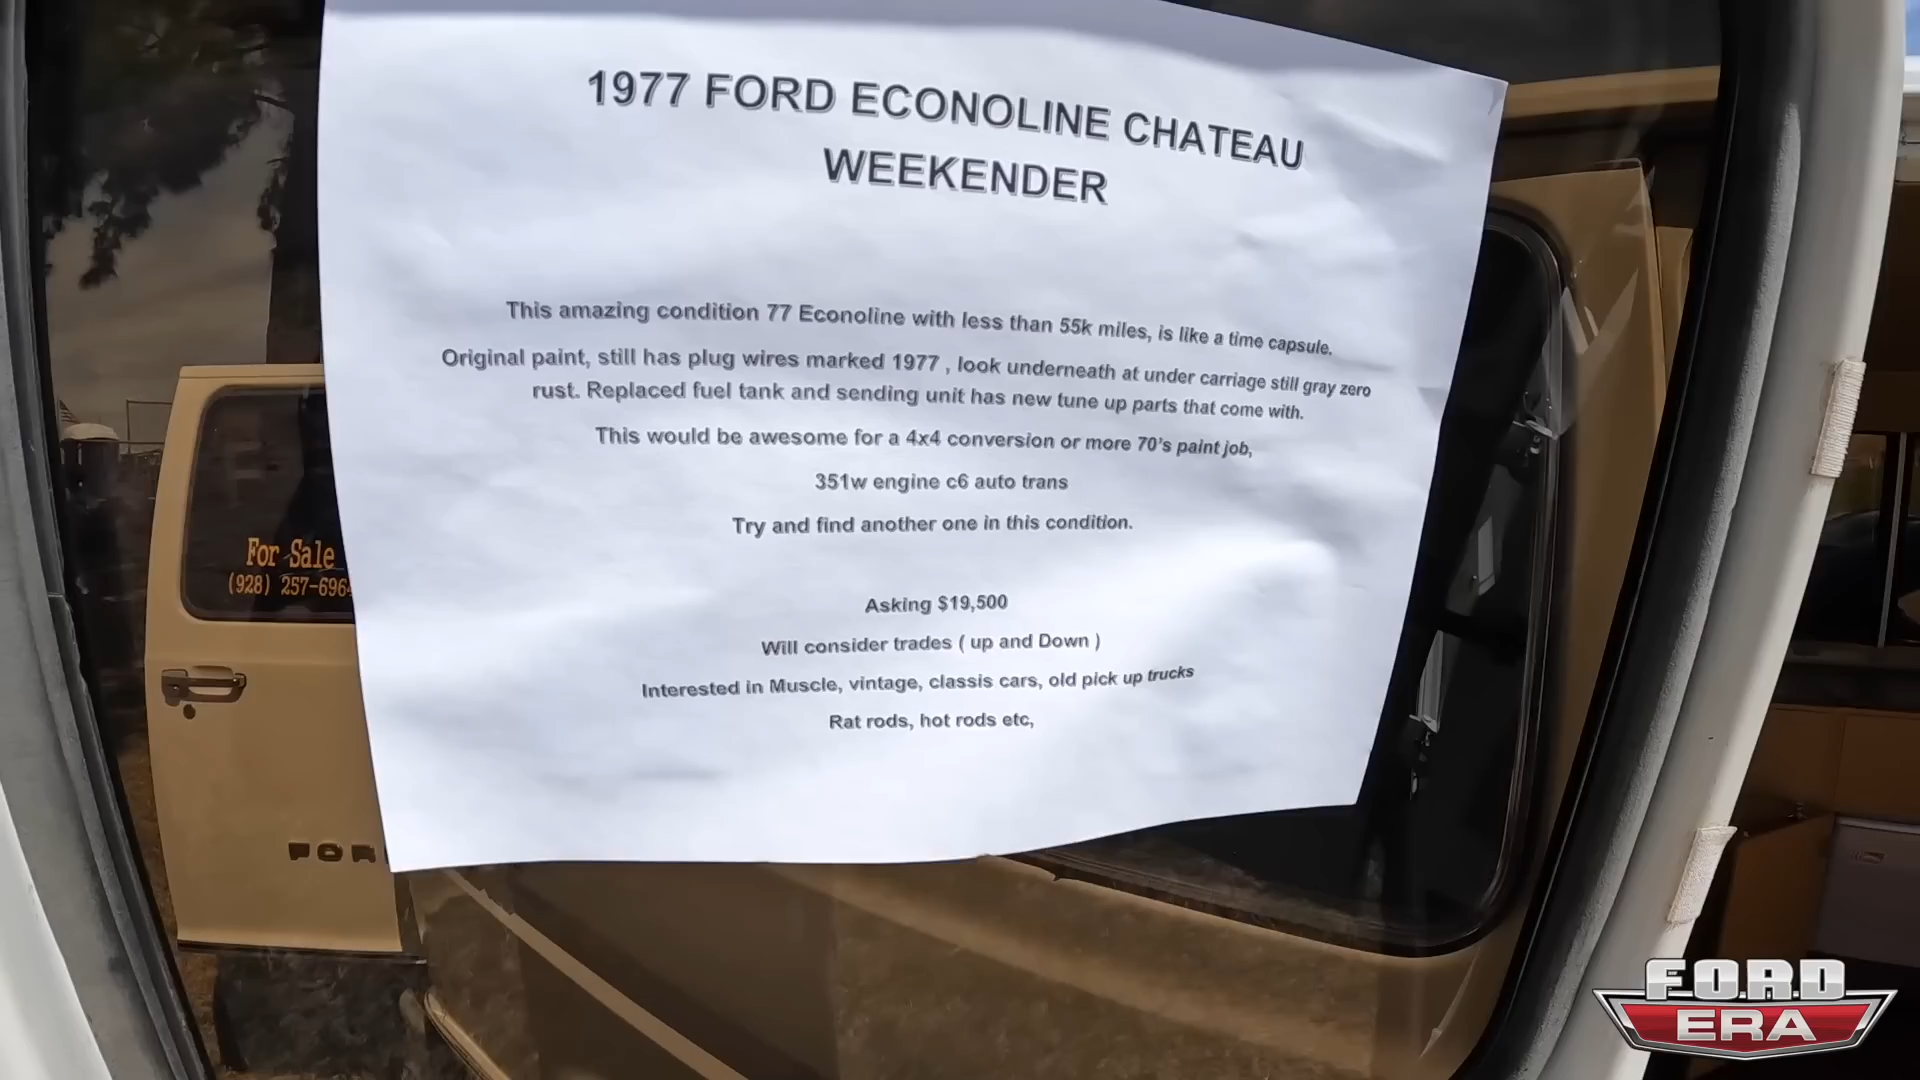 1977 FORD ECONOLINE CHATEAU
WEEKENDER
This amazing condition 77 Econoline with less than 55k miles, is like a time capsule.
Original paint, still has plug wires marked 1977 , look underneath at under carriage still gray zero
rust. Replaced fuel tank and sending unit has new tune up parts that come with.
This would be awesome for a 4x4 conversion or more 70's paint job,
351w engine c6 auto trans
Try and find another one in this condition.
Asking $19,500
Will consider trades ( up and Down )
Interested in Muscle, vintage, classis cars, old pick up trucks
Rat rods, hot rods etc,
For Sale
(928) 257-696
FOR
F.O.R.D
ERA